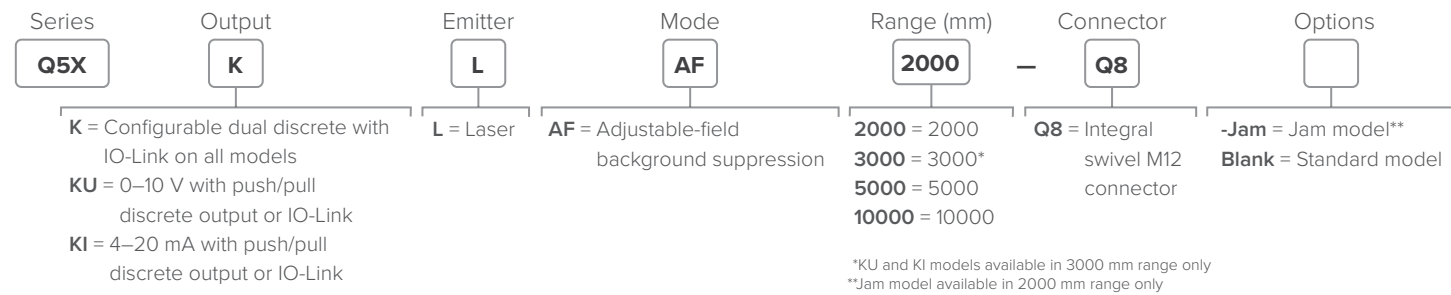 Series Output Emitter Mode Range (mm) Connector Options
Q5X K L AF 2000 – Q8
K = Configurable dual discrete with
IO-Link on all models
KU = 0–10 V with push/pull
discrete output or IO-Link
KI = 4–20 mA with push/pull
discrete output or IO-Link
L = Laser
AF = Adjustable-field
background suppression
2000 = 2000
3000 = 3000*
5000 = 5000
10000 = 10000
Q8 = Integral
swivel M12
connector
-Jam = Jam model**
Blank = Standard model
*KU and KI models available in 3000 mm range only
**Jam model available in 2000 mm range only